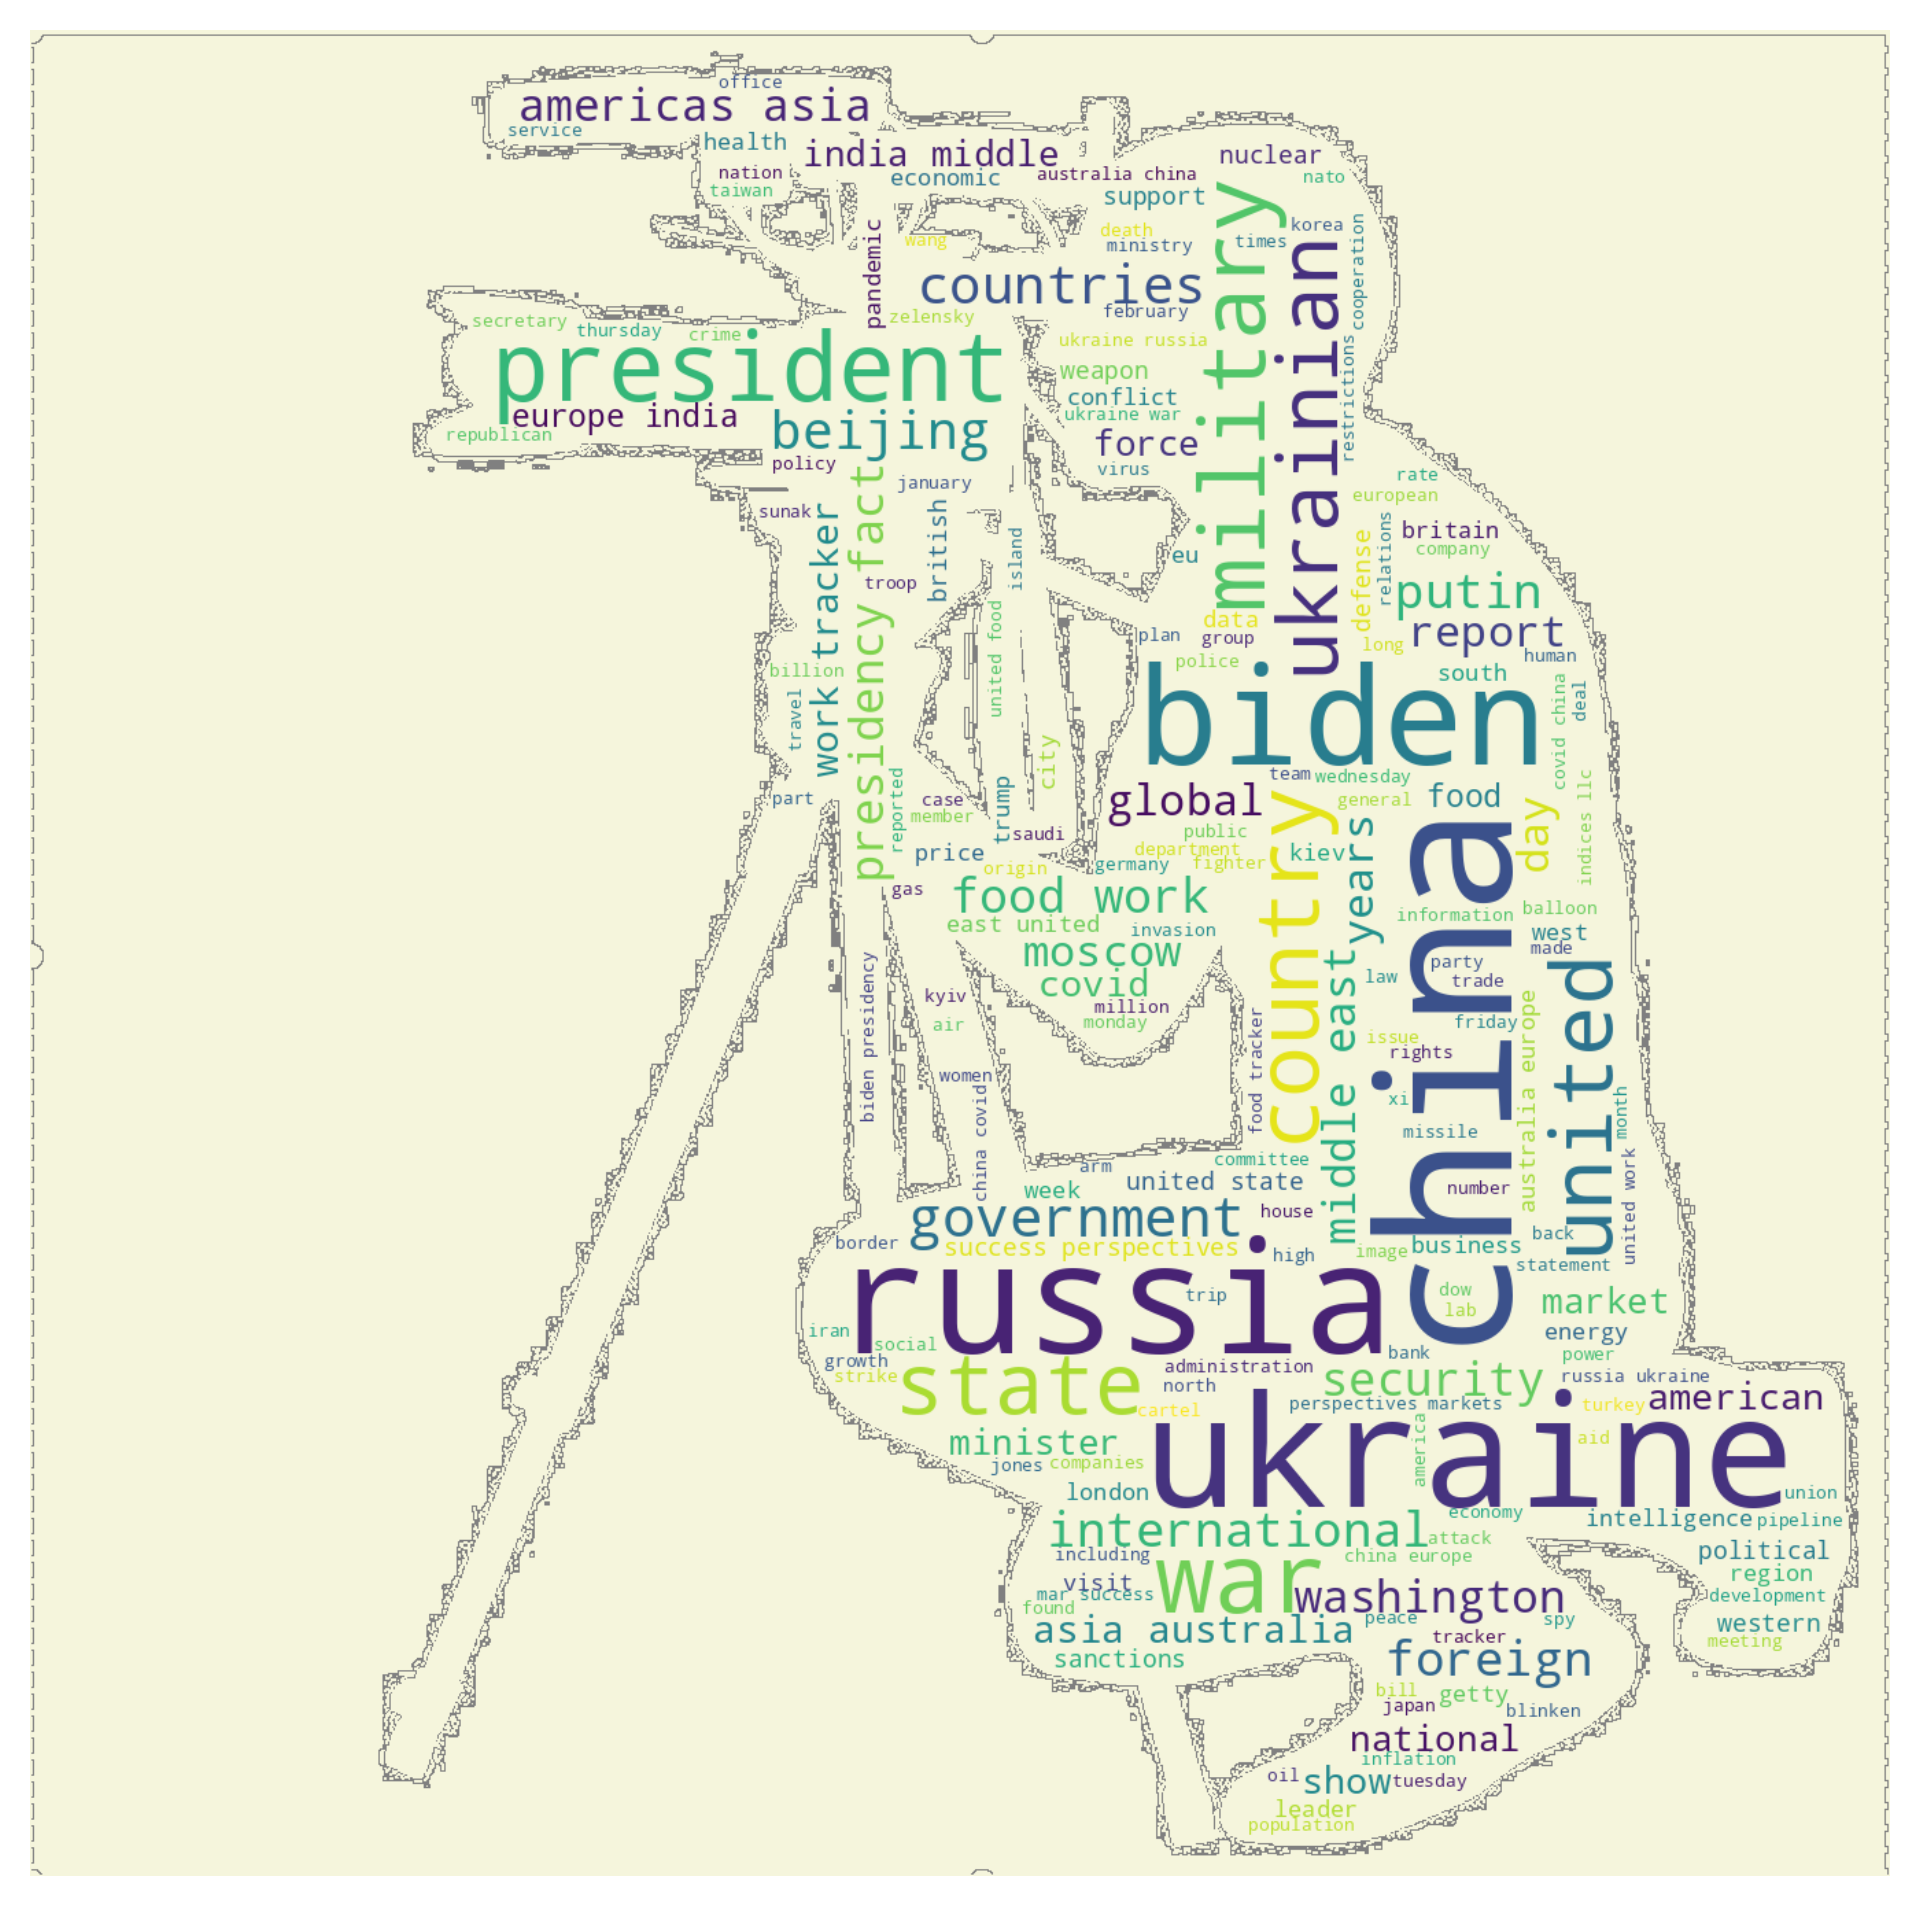 office
americas asia
service
health
india middle
nuclear
nation
economic
australia china
nato
taiwan
support
military
ukrainian
korea
cooperation
pandemic
wang
death
ministry
times
countries
february
zelensky
secretary
thursday
crime
president
ukraine russia
weapon
restrictions
europe india
beijing
conflict
ukraine war
force
republican
policy
virus
january
presidency fact
rate
european
sunak
work tracker
british
island
eu
relations
britain
company
defense
troop
putin
united food
data
group
report
plan
long
human
police
billion
south
biden
covid china
deal
travel
city
reported
trump
team
wednesday
general
food
part
case
member
global
country
years
china
day
indices llc
saudi
public
price
department
origin
germany
fighter
kiev
gas
food work
information
balloon
east united
invasion
west
made
moscow
covid
middle east
law
party
trade
united
biden presidency
kyiv
million
air
monday
friday
australia europe
food tracker
issue
rights
women
china covid
xi
month
missile
arm
committee
united state
week
number
united work
government
house
border
success perspectives
high
image
business
back
statement
russia
trip
dow
lab
market
iran
social
energy
growth
strike
bank
power
state
administration
north
security
russia ukraine
american
cartel
perspectives markets
turkey
ukraine
america
aid
minister
jones
companies
london
union
economy
intelligence
pipeline
international
attack
including
china europe
political
war
region
visit
mar success
washington
development
found
peace
spy
western
asia australia
tracker
meeting
sanctions
foreign
bill
getty
japan
blinken
national
inflation
oil
show
tuesday
leader
population